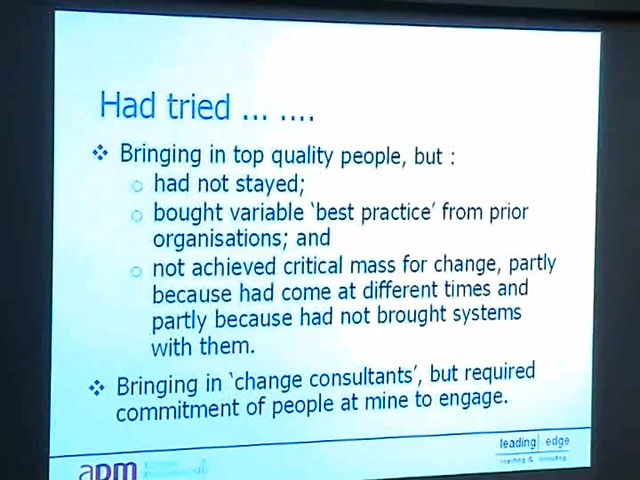 Had tried ... ....
Bringing in top quality people, but :
had not stayed;
bought variable ‘best practice’ from prior
organisations; and
not achieved critical mass for change, partly
because had come at different times and
partly because had not brought systems
with them.
Bringing in ‘change consultants’, but required
commitment of people at mine to engage.
leading edge
apm